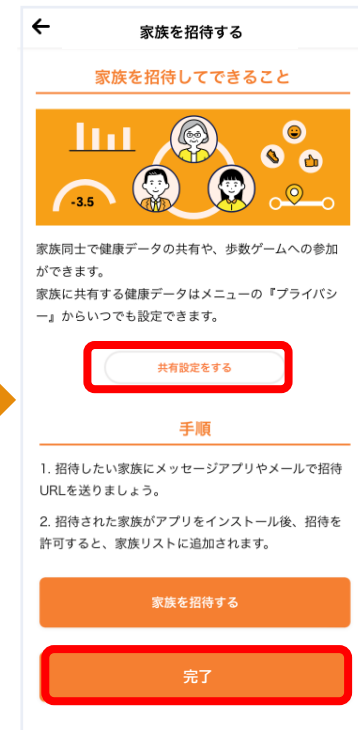 家族を招待する
家族を招待してできること
-3.5
家族同士で健康データの共有や、歩数ゲームへの参加
ができます。
家族に共有する健康データはメニューの『プライバシ
ー』からいつでも設定できます。
共有設定をする
手順
1. 招待したい家族にメッセージアプリやメールで招待
URLを送りましょう。
2. 招待された家族がアプリをインストール後、招待を
許可すると、家族リストに追加されます。
家族を招待する
完了